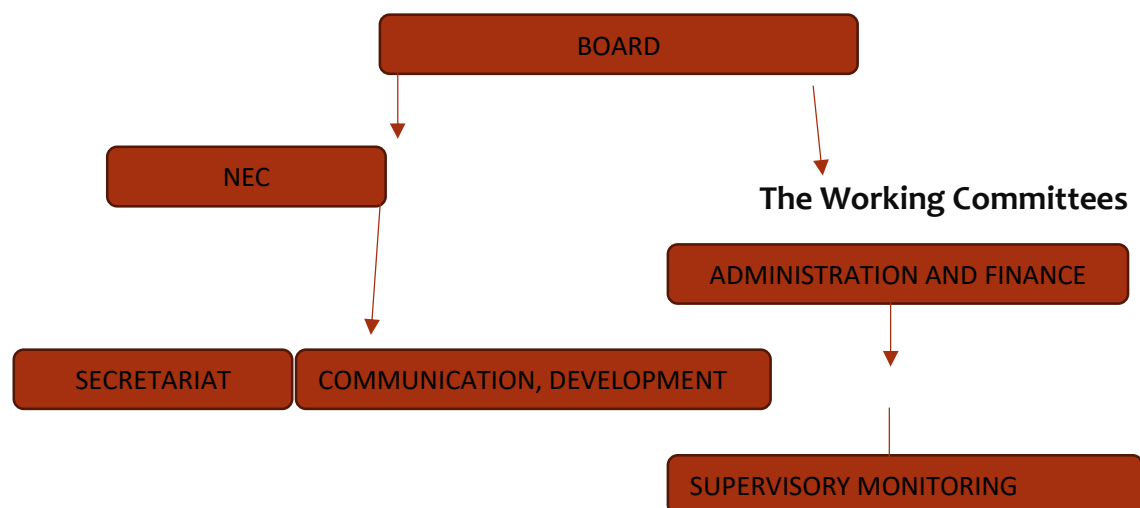 BOARD
NEC
The Working Committees
ADMINISTRATION AND FINANCE
SECRETARIAT
COMMUNICATION, DEVELOPMENT
SUPERVISORY MONITORING